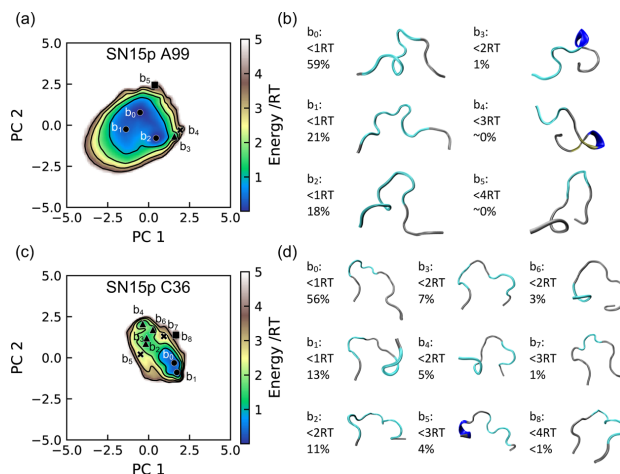 (a)
SN15p A99
b₅
b₀
b₁
b₂
b₄
b₃
PC 2
5.0
2.5
0.0
-2.5
-5.0
-5.0 -2.5 0.0 2.5 5.0
PC 1
5
4
3
2
1
Energy /RT
(b)
b₀:
<1RT
59%
b₃:
<2RT
1%
b₁:
<1RT
21%
b₄:
<3RT
~0%
b₂:
<1RT
18%
b₅:
<4RT
~0%
(c)
SN15p C36
b₄
b₆
b₇
b₈
b₃
b₅
b₀
b₁
PC 2
5.0
2.5
0.0
-2.5
-5.0
-5.0 -2.5 0.0 2.5 5.0
PC 1
5
4
3
2
1
Energy /RT
(d)
b₀:
<1RT
56%
b₃:
<2RT
7%
b₆:
<2RT
3%
b₁:
<1RT
13%
b₄:
<2RT
5%
b₇:
<3RT
1%
b₂:
<2RT
11%
b₅:
<3RT
4%
b₈:
<4RT
<1%